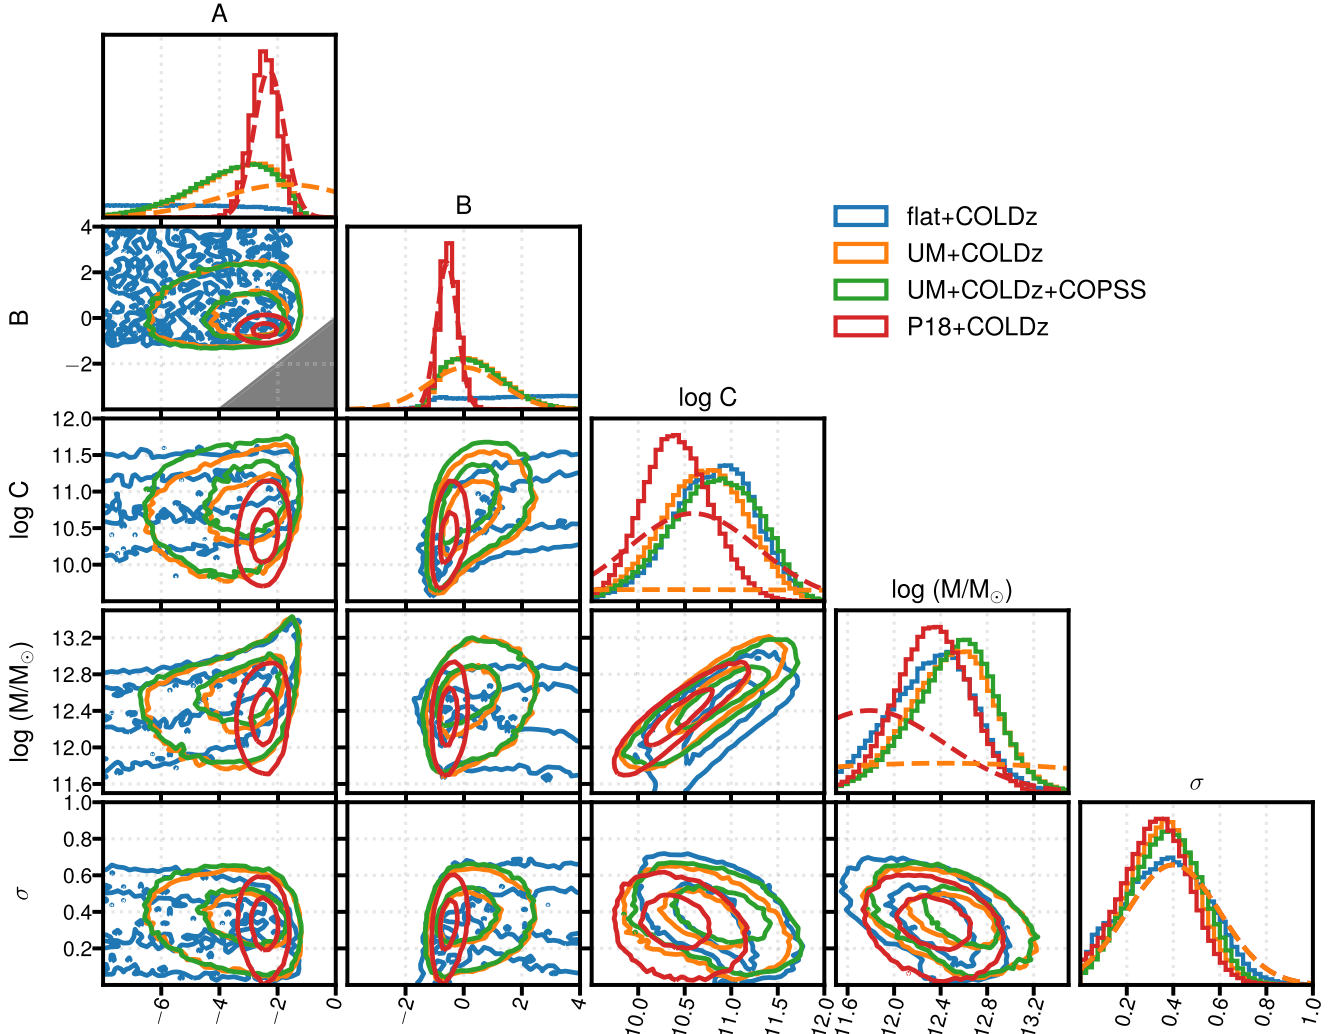 A
B
4
2
0
−2
B
flat+COLDz
UM+COLDz
UM+COLDz+COPSS
P18+COLDz
log C
12.0
11.5
11.0
10.5
10.0
log C
log (M/M☉)
13.2
12.8
12.4
12.0
11.6
log (M/M☉)
σ
1.0
0.8
0.6
0.4
0.2
σ
−6 −4 −2 0
−2 0 2 4
10.0 10.5 11.0 11.5 12.0
11.6 12.0 12.4 12.8 13.2
0.2 0.4 0.6 0.8 1.0